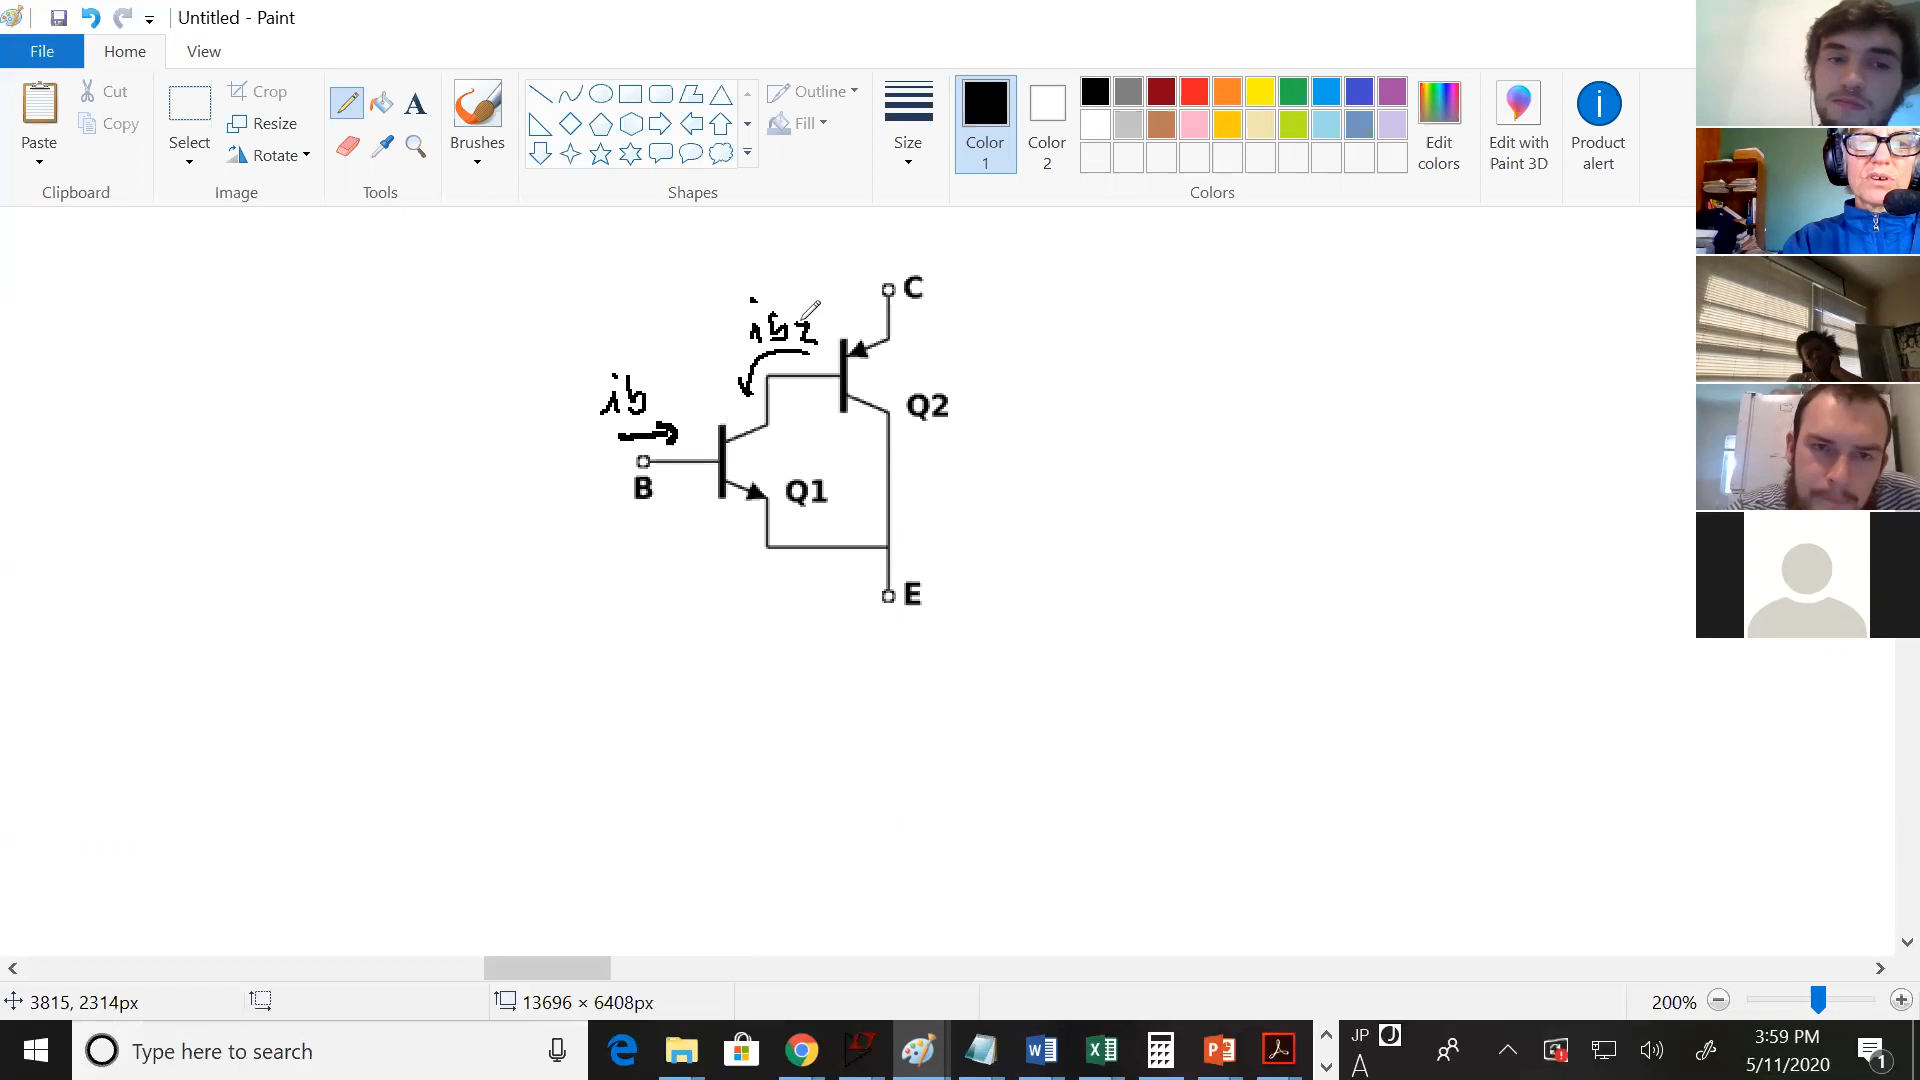 Untitled - Paint
File Home View
Cut
Copy
Paste
Clipboard
Select
Crop
Resize
Rotate
Image
A
Tools
Brushes
Shapes
Outline
Fill
Size
Color 1
Color 2
Colors
Edit colors
Edit with Paint 3D
Product alert
C
ib2
Q2
ib
B
Q1
E
3815, 2314px
13696 × 6408px
200%
Type here to search
JP
A
3:59 PM
5/11/2020
1